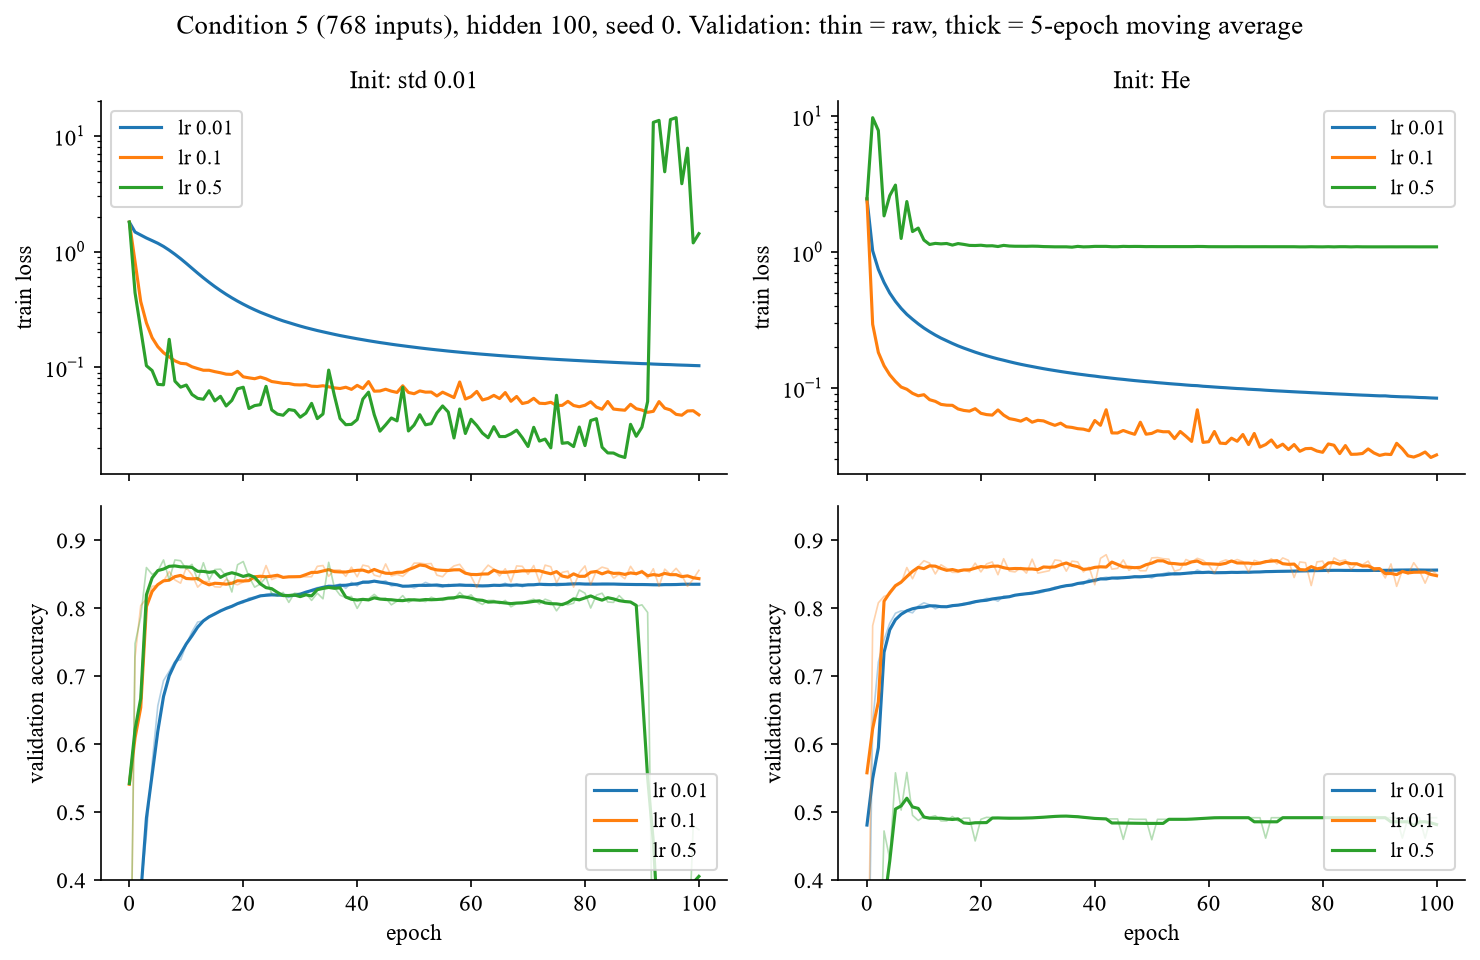 Condition 5 (768 inputs), hidden 100, seed 0. Validation: thin = raw, thick = 5-epoch moving average
Init: std 0.01
lr 0.01
lr 0.1
lr 0.5
10¹
10⁰
10⁻¹
train loss
Init: He
lr 0.01
lr 0.1
lr 0.5
10¹
10⁰
10⁻¹
train loss
0.9
0.8
0.7
0.6
0.5
0.4
validation accuracy
lr 0.01
lr 0.1
lr 0.5
0 20 40 60 80 100
epoch
0.9
0.8
0.7
0.6
0.5
0.4
validation accuracy
lr 0.01
lr 0.1
lr 0.5
0 20 40 60 80 100
epoch